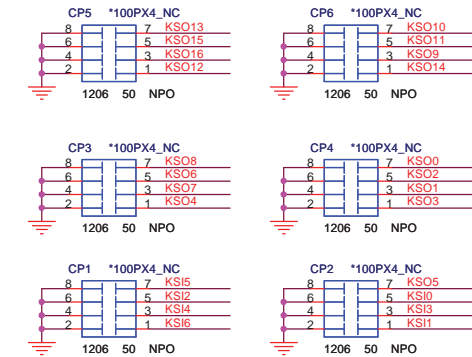 CP5 *100PX4_NC
8 7 KSO13
6 5 KSO15
4 3 KSO16
2 1 KSO12
1206 50 NPO
CP6 *100PX4_NC
8 7 KSO10
6 5 KSO11
4 3 KSO9
2 1 KSO14
1206 50 NPO
CP3 *100PX4_NC
8 7 KSO8
6 5 KSO6
4 3 KSO7
2 1 KSO4
1206 50 NPO
CP4 *100PX4_NC
8 7 KSO0
6 5 KSO2
4 3 KSO1
2 1 KSO3
1206 50 NPO
CP1 *100PX4_NC
8 7 KSI5
6 5 KSI2
4 3 KSI4
2 1 KSI6
1206 50 NPO
CP2 *100PX4_NC
8 7 KSO5
6 5 KSI0
4 3 KSI3
2 1 KSI1
1206 50 NPO